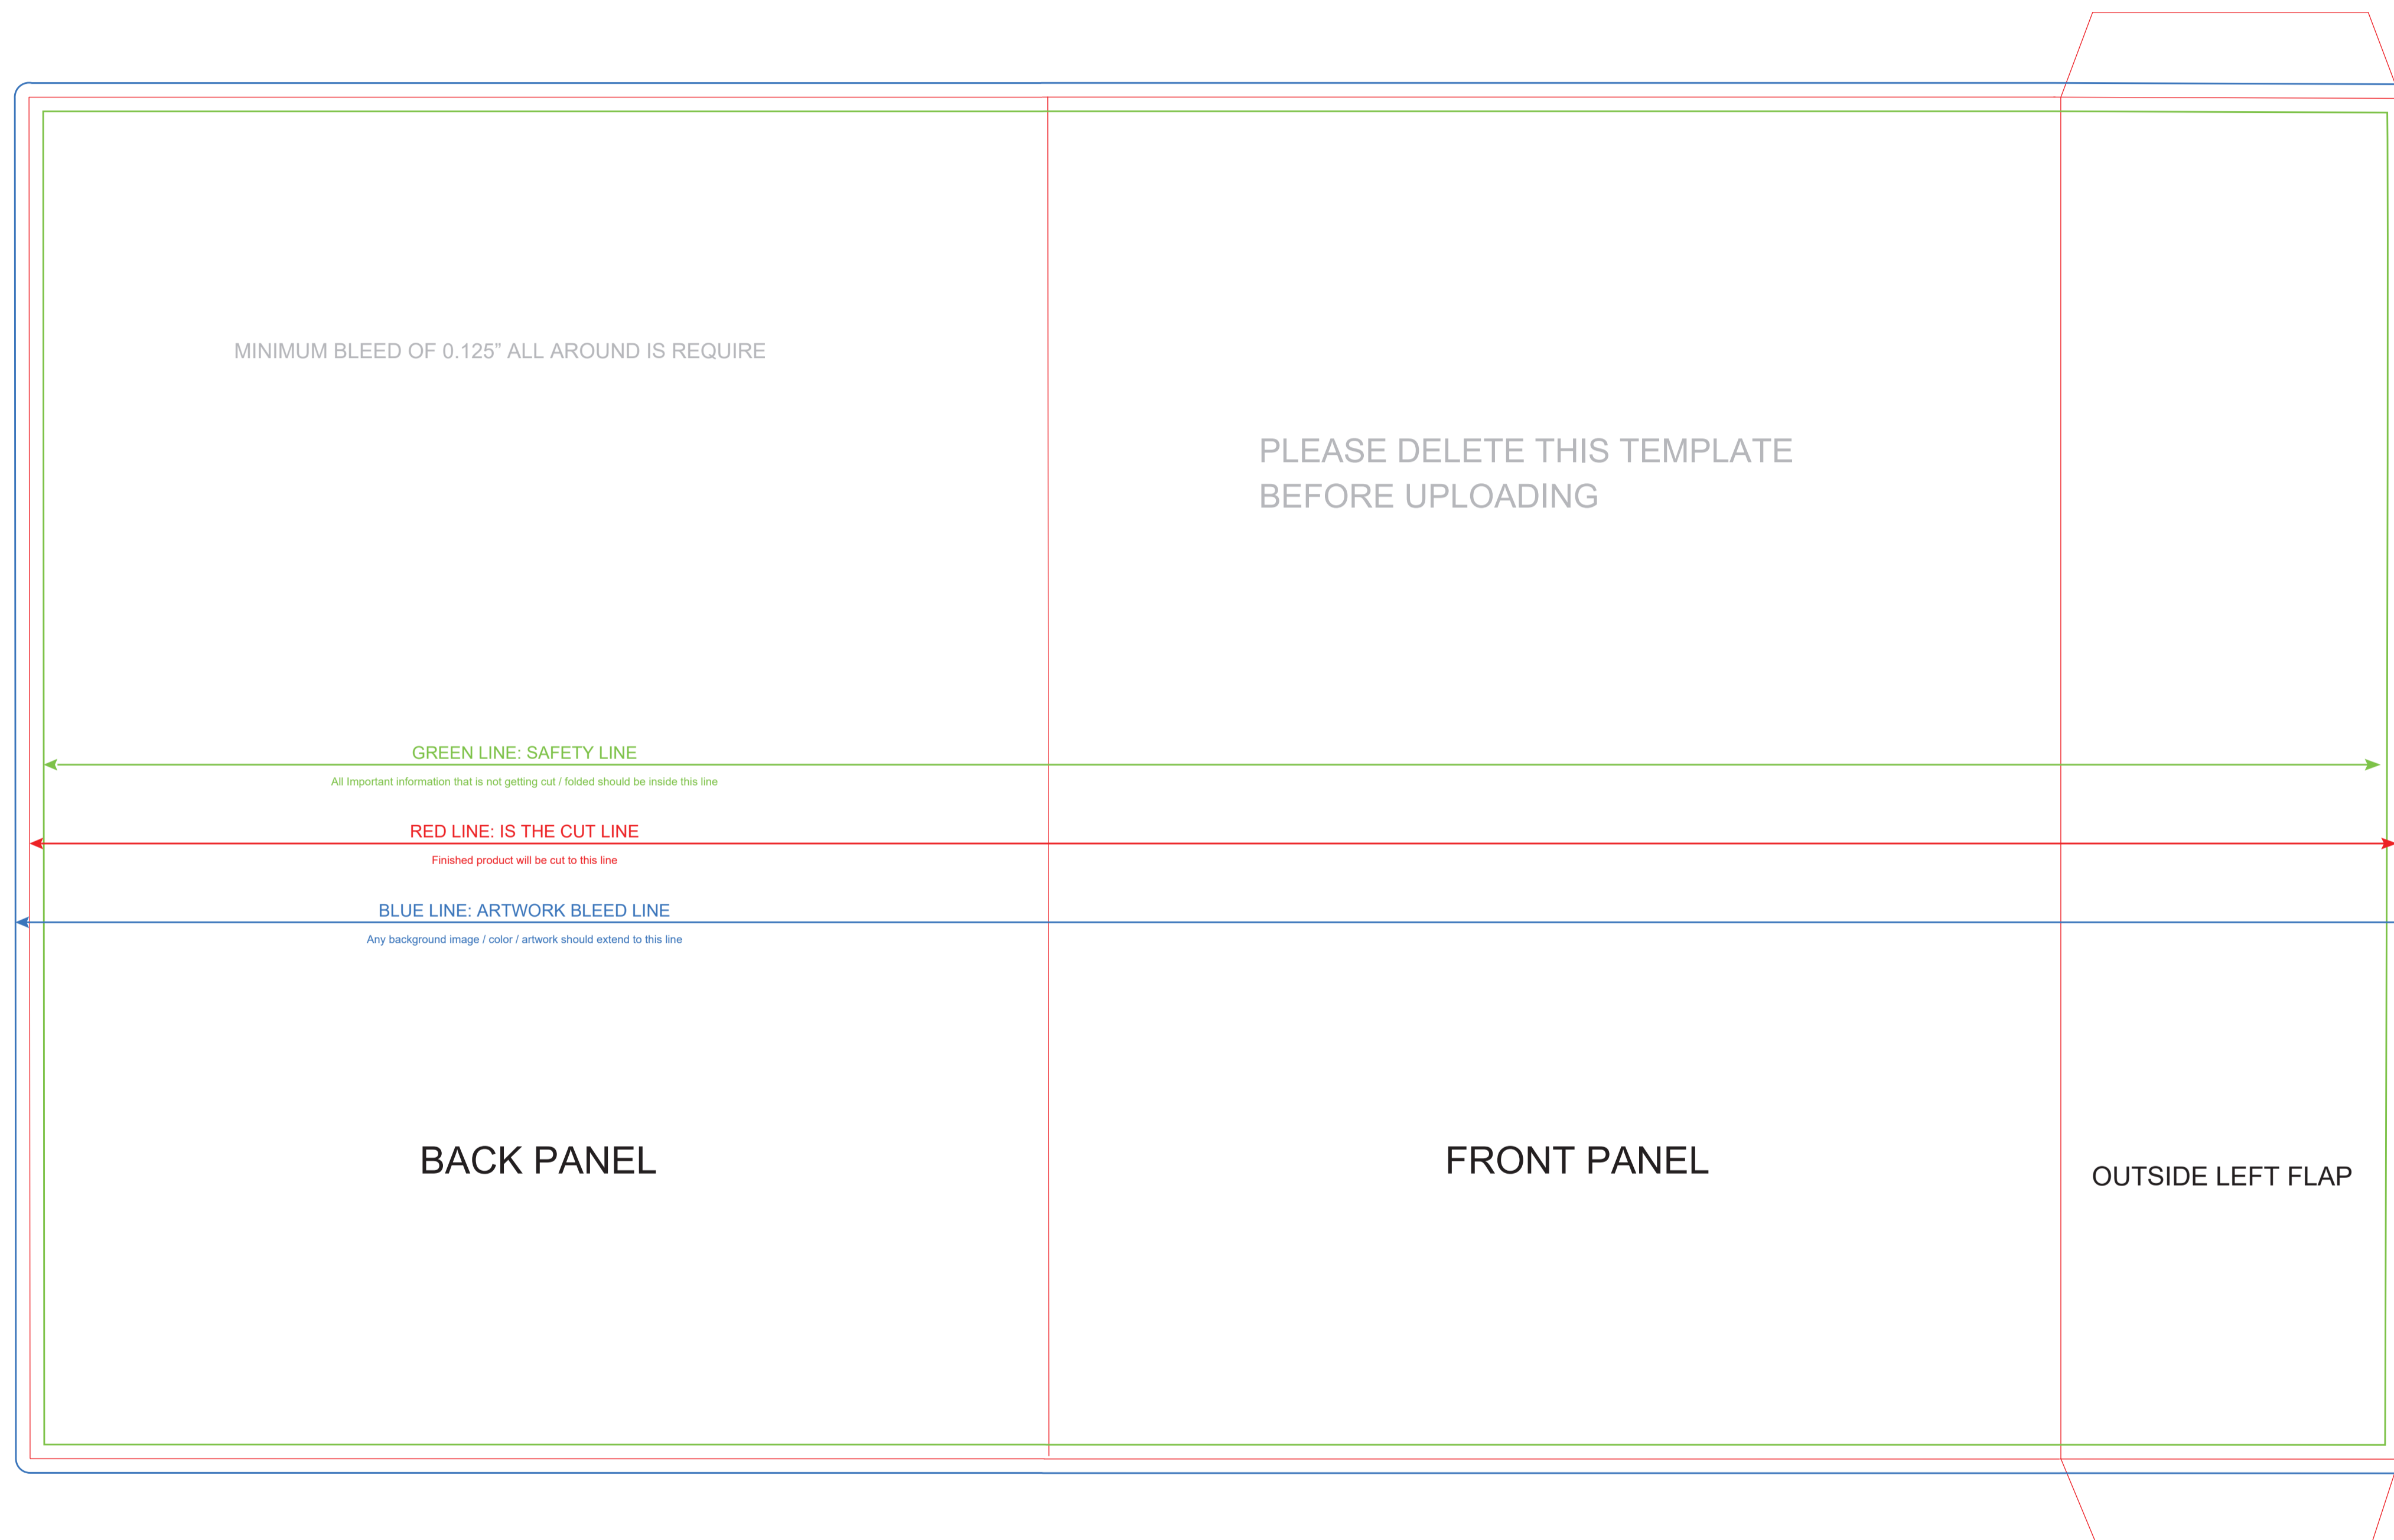 MINIMUM BLEED OF 0.125” ALL AROUND IS REQUIRE
PLEASE DELETE THIS TEMPLATE
BEFORE UPLOADING
GREEN LINE: SAFETY LINE
All Important information that is not getting cut / folded should be inside this line
RED LINE: IS THE CUT LINE
Finished product will be cut to this line
BLUE LINE: ARTWORK BLEED LINE
Any background image / color / artwork should extend to this line
BACK PANEL
FRONT PANEL
OUTSIDE LEFT FLAP